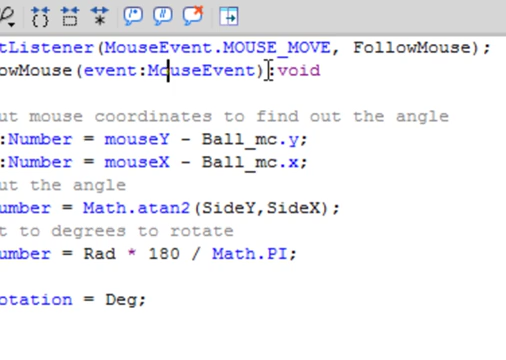 tListener(MouseEvent.MOUSE_MOVE, FollowMouse);
owMouse(event:MouseEvent):void
ut mouse coordinates to find out the angle
:Number = mouseY - Ball_mc.y;
:Number = mouseX - Ball_mc.x;
ut the angle
umber = Math.atan2(SideY,SideX);
t to degrees to rotate
umber = Rad * 180 / Math.PI;
otation = Deg;